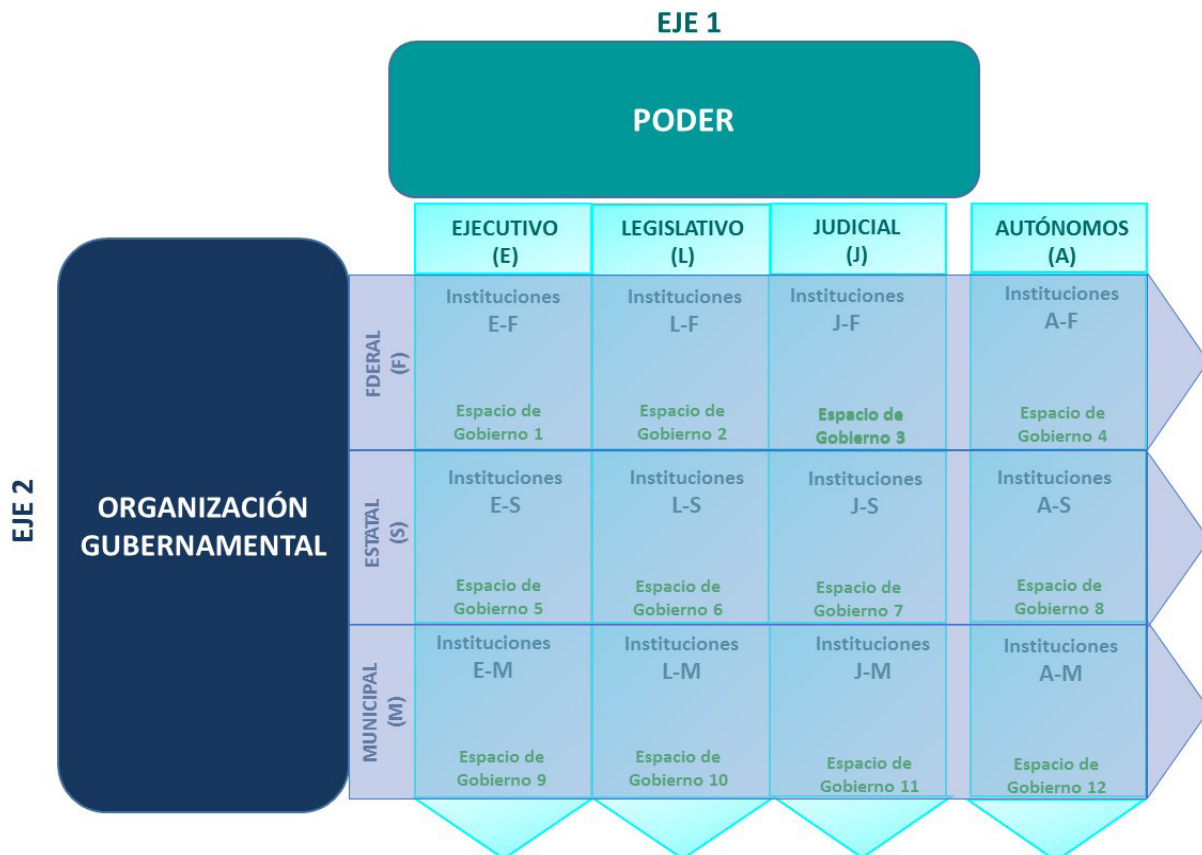 EJE 1
PODER
EJECUTIVO
(E)
LEGISLATIVO
(L)
JUDICIAL
(J)
AUTÓNOMOS
(A)
EJE 2
ORGANIZACIÓN
GUBERNAMENTAL
FDERAL
(F)
Instituciones
E-F
Espacio de
Gobierno 1
Instituciones
L-F
Espacio de
Gobierno 2
Instituciones
J-F
Espacio de
Gobierno 3
Instituciones
A-F
Espacio de
Gobierno 4
ESTATAL
(S)
Instituciones
E-S
Espacio de
Gobierno 5
Instituciones
L-S
Espacio de
Gobierno 6
Instituciones
J-S
Espacio de
Gobierno 7
Instituciones
A-S
Espacio de
Gobierno 8
MUNICIPAL
(M)
Instituciones
E-M
Espacio de
Gobierno 9
Instituciones
L-M
Espacio de
Gobierno 10
Instituciones
J-M
Espacio de
Gobierno 11
Instituciones
A-M
Espacio de
Gobierno 12